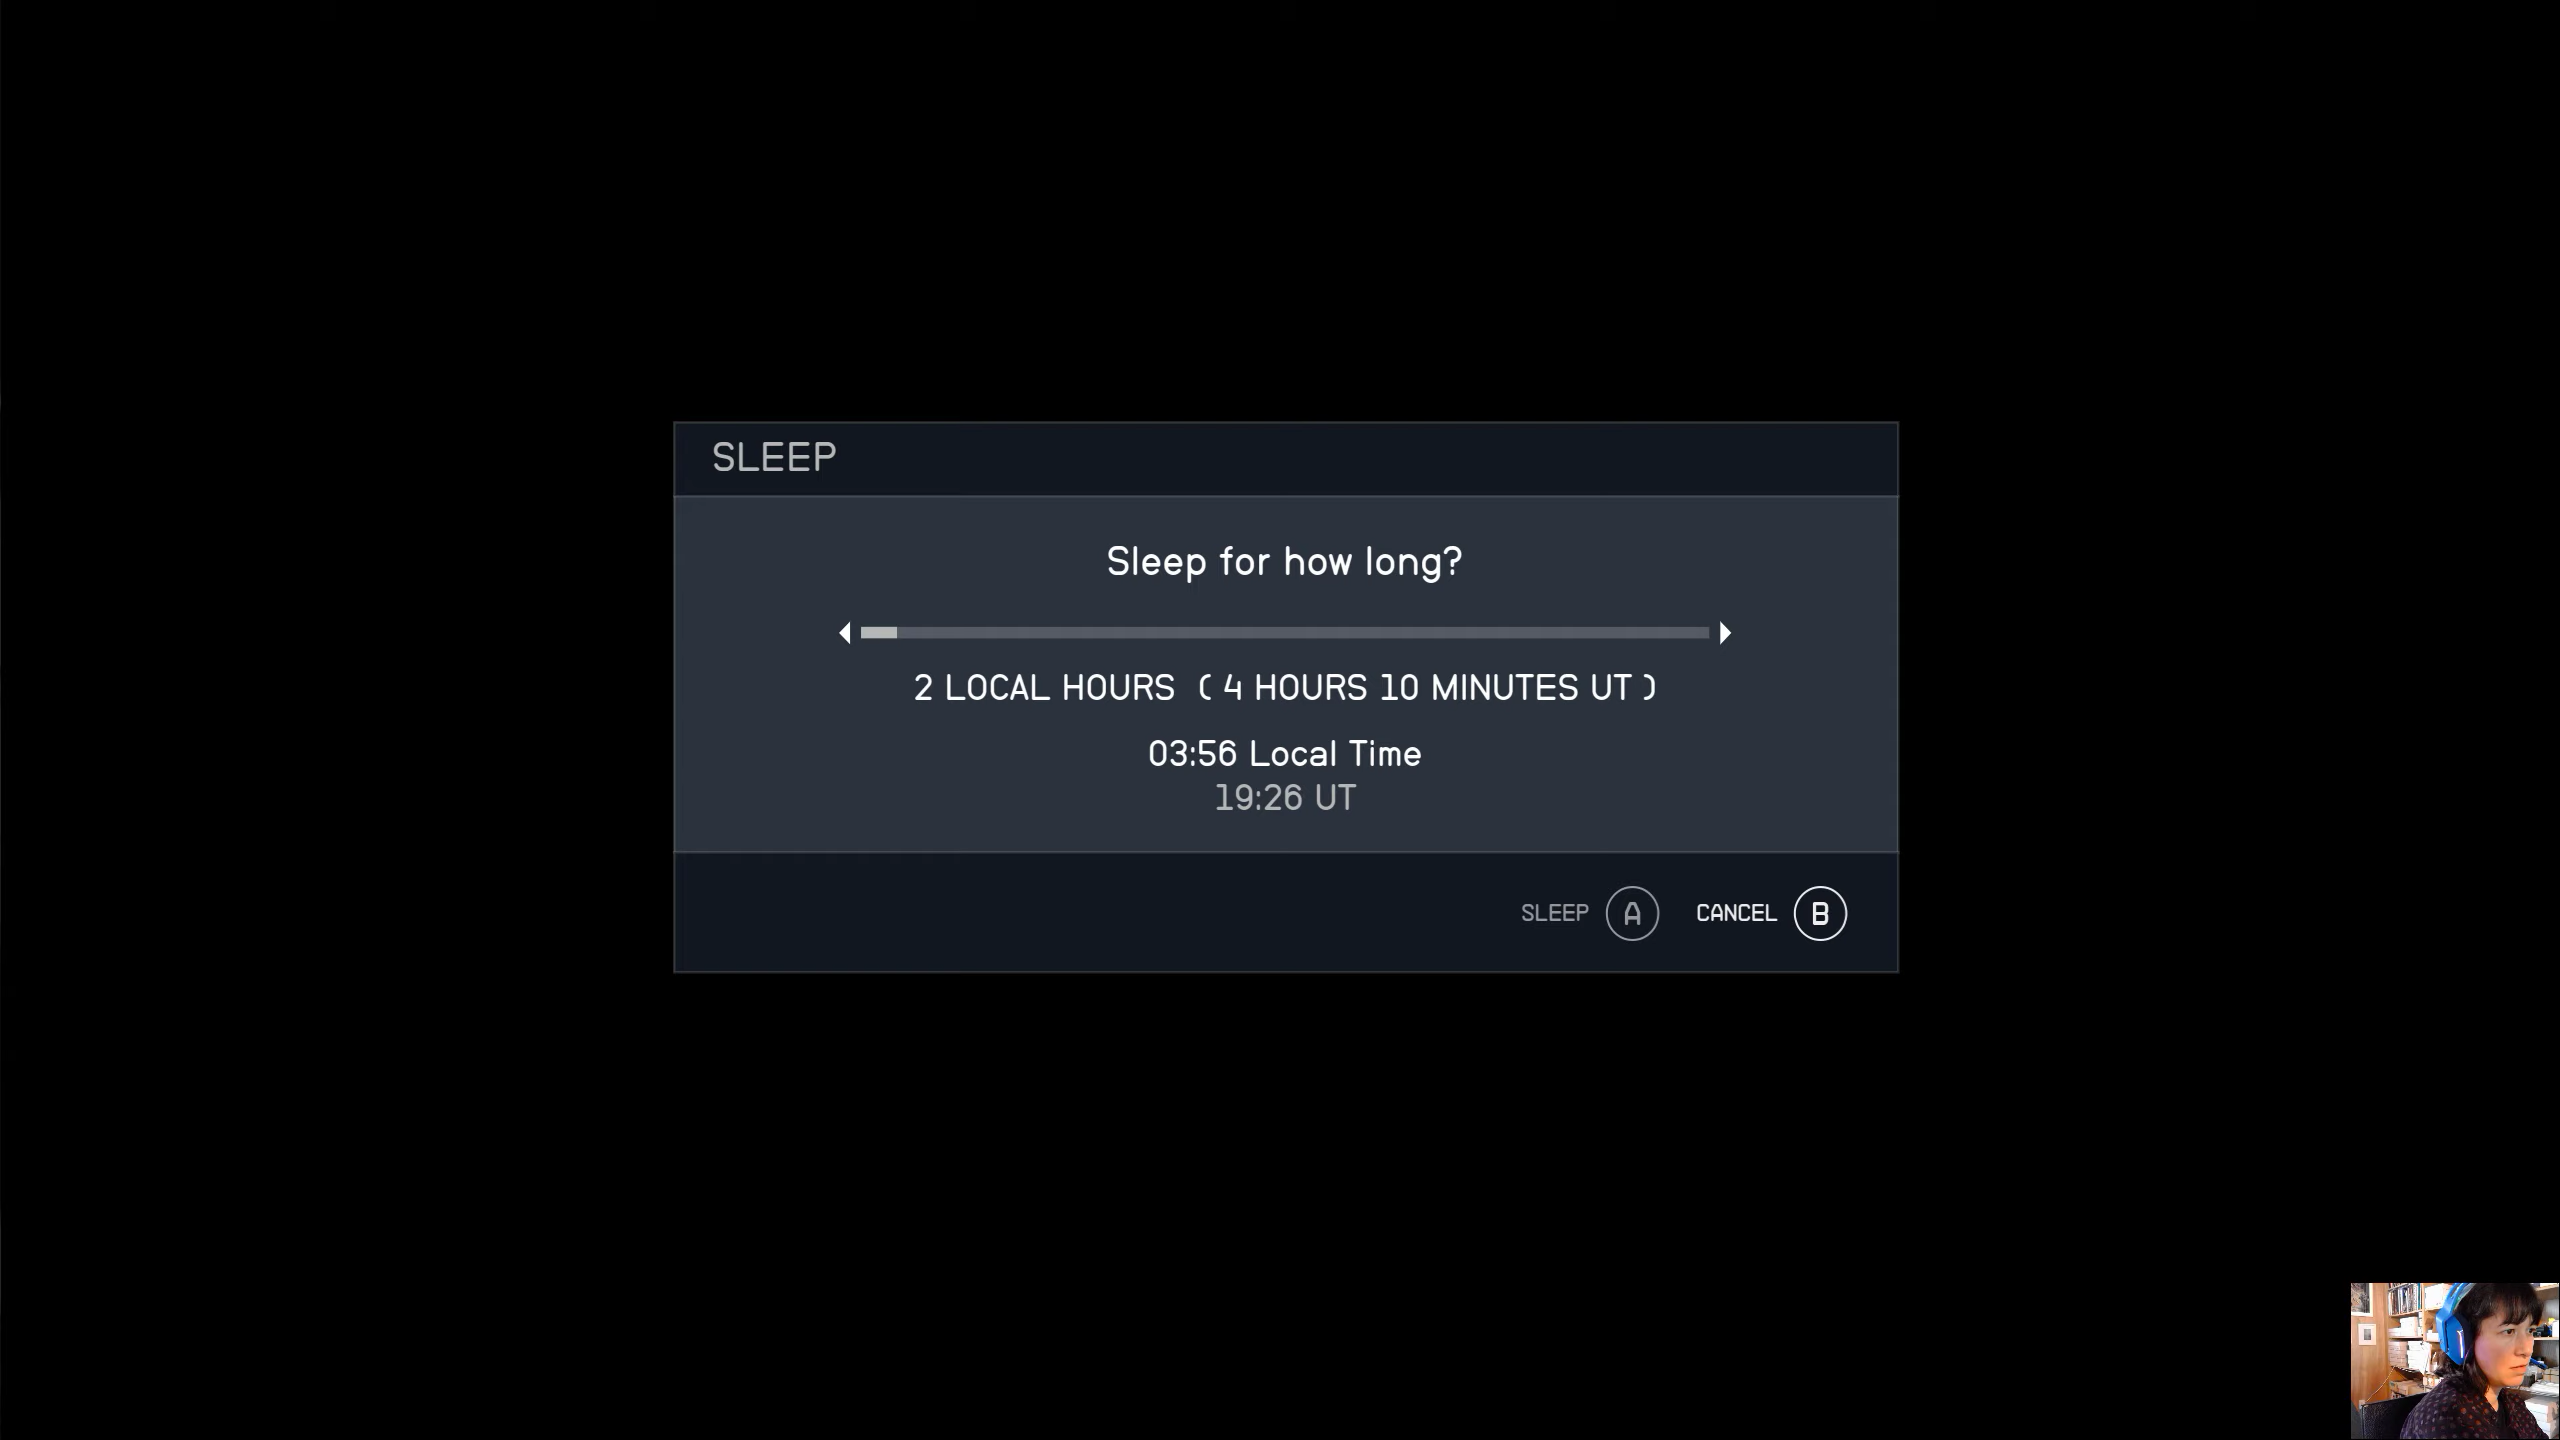 SLEEP
Sleep for how long?
2 LOCAL HOURS ( 4 HOURS 10 MINUTES UT )
03:56 Local Time
19:26 UT
SLEEP A CANCEL B